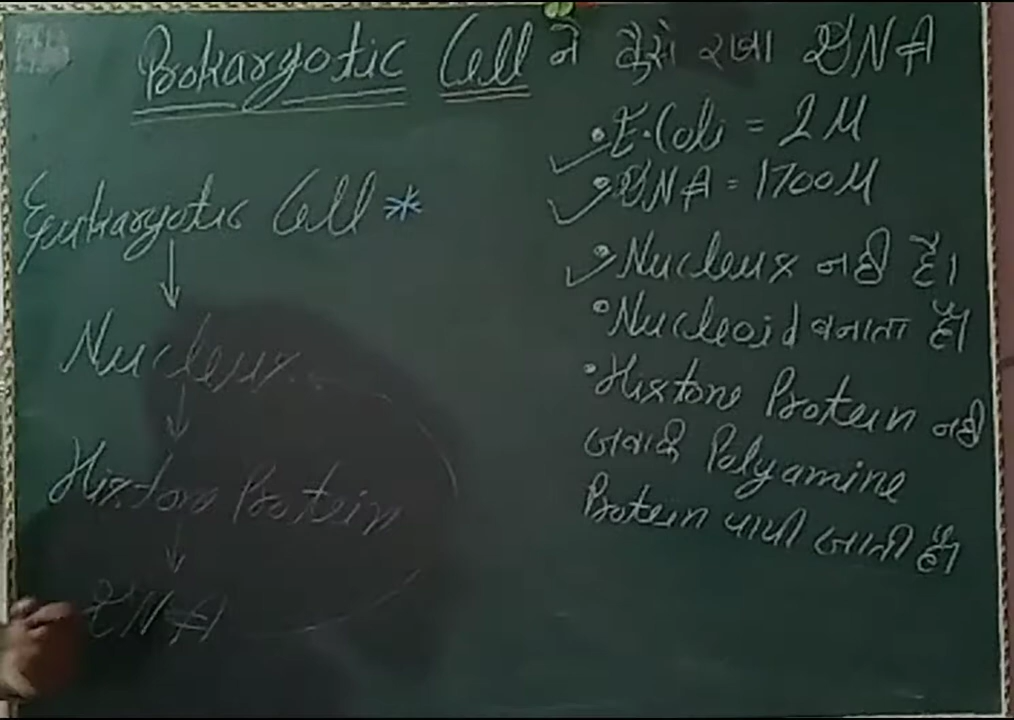 Prokaryotic Cell ने कैसे रखा DNA
Eukaryotic Cell *
↓
Nucleus
↓
Histone Protein
↓
DNA
• E.Coli = 2M
• DNA = 1700M
• Nucleus नही है।
• Nucleoid बनाता है।
• Histone Protein नही
जबकि Polyamine
Protein पायी जाती है।